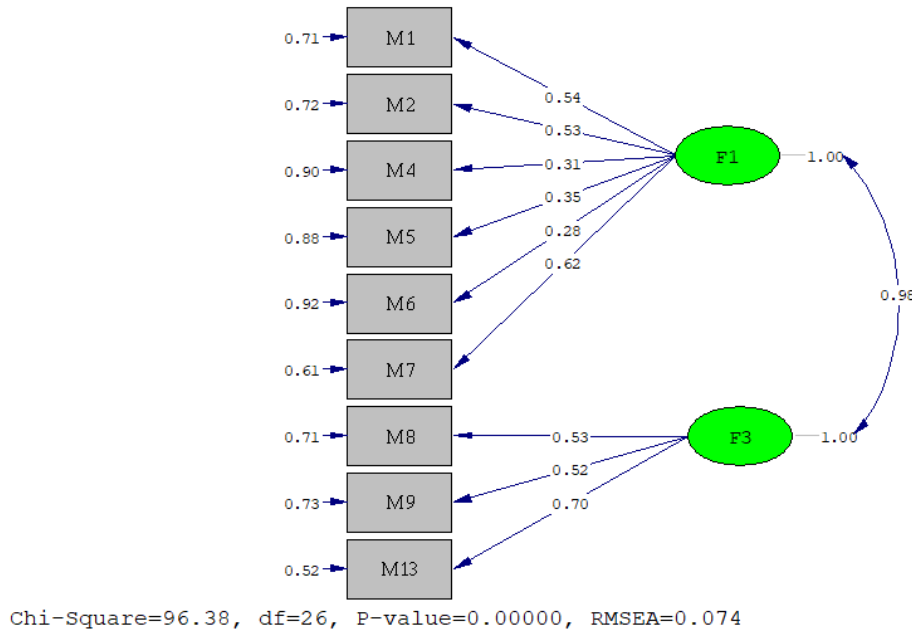 0.71 M1
0.54
0.72 M2
0.53
0.90 M4 0.31 F1 1.00
0.35
0.88 M5 0.28
0.62
0.92 M6 0.98
0.61 M7
0.71 M8 0.53 F3 1.00
0.52
0.73 M9 0.70
0.52 M13
Chi-Square=96.38, df=26, P-value=0.00000, RMSEA=0.074